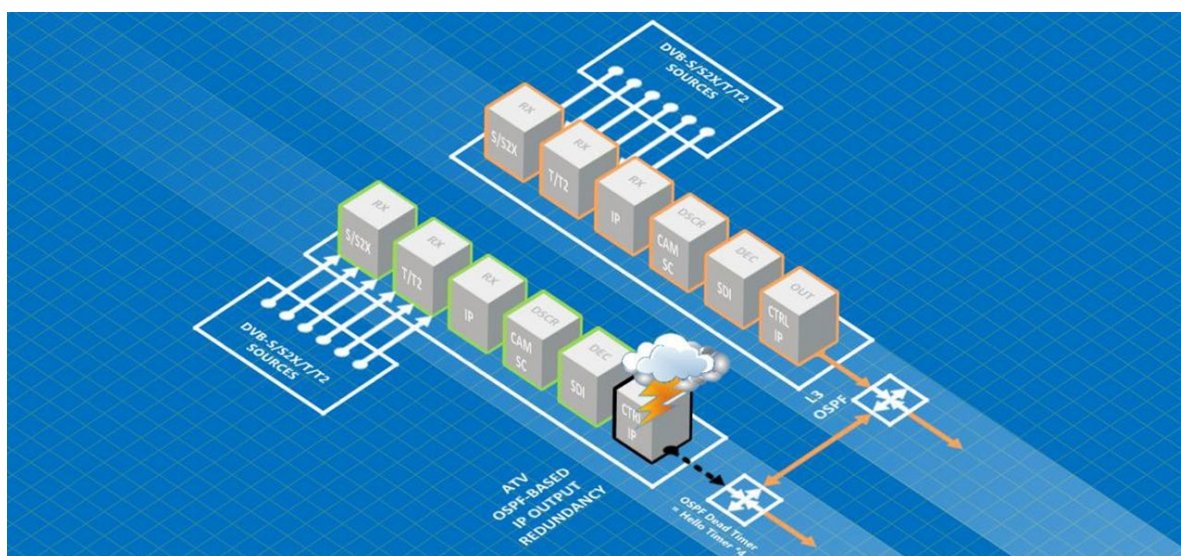 DVB-S/S2X/T/T2
SOURCES
RX
S/S2X
RX
T/T2
RX
IP
DSCR
CAM
SC
DEC
SDI
OUT
CTRL
IP
L3
OSPF
RX
S/S2X
RX
T/T2
RX
IP
DSCR
CAM
SC
DEC
SDI
CTRL
IP
DVB-S/S2X/T/T2
SOURCES
ATV
OSPF-BASED
IP OUTPUT
REDUNDANCY
OSPF Dead Timer
= Hello Timer *4